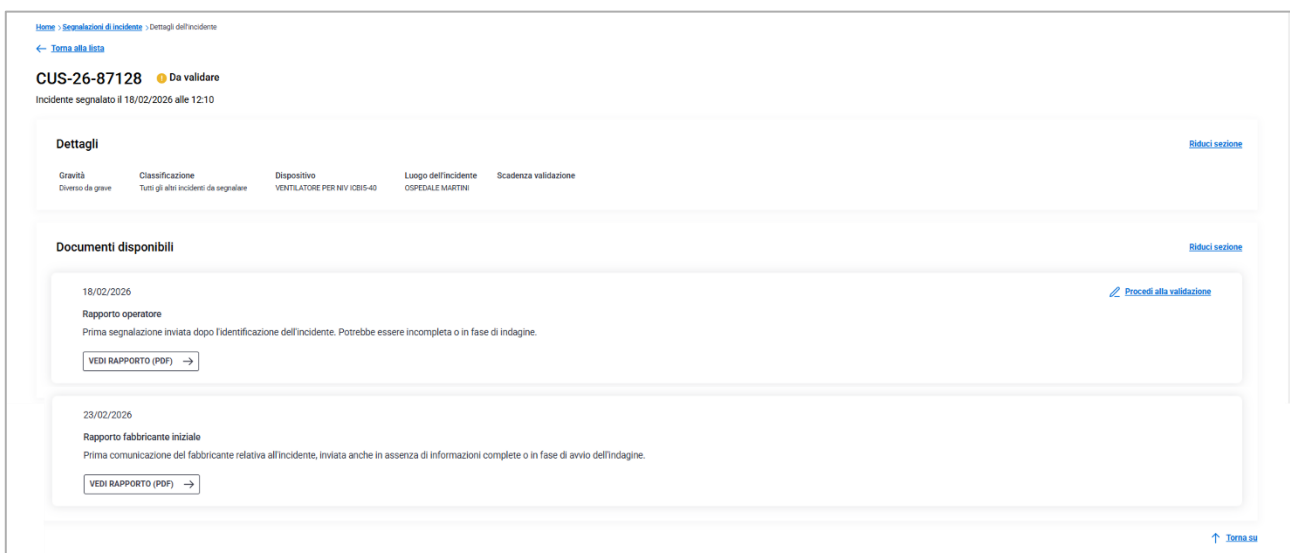 Home > Segnalazioni di incidente > Dettagli dell'incidente
← Torna alla lista
CUS-26-87128 Da validare
Incidente segnalato il 18/02/2026 alle 12:10
Dettagli Riduci sezione
Gravità Classificazione Dispositivo Luogo dell'incidente Scadenza validazione
Diverso da grave Tutti gli altri incidenti da segnalare VENTILATORE PER NIV ICBI5-40 OSPEDALE MARTINI
Documenti disponibili Riduci sezione
18/02/2026 Procedi alla validazione
Rapporto operatore
Prima segnalazione inviata dopo l'identificazione dell'incidente. Potrebbe essere incompleta o in fase di indagine.
VEDI RAPPORTO (PDF) →
23/02/2026
Rapporto fabbricante iniziale
Prima comunicazione del fabbricante relativa all'incidente, inviata anche in assenza di informazioni complete o in fase di avvio dell'indagine.
VEDI RAPPORTO (PDF) →
↑ Torna su